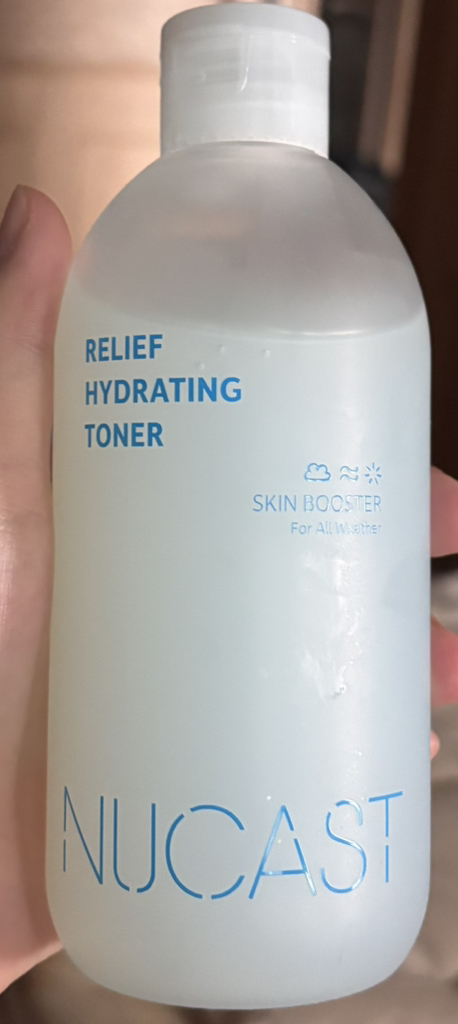 RELIEF
HYDRATING
TONER
SKIN BOOSTER
For All Weather
NUCAST